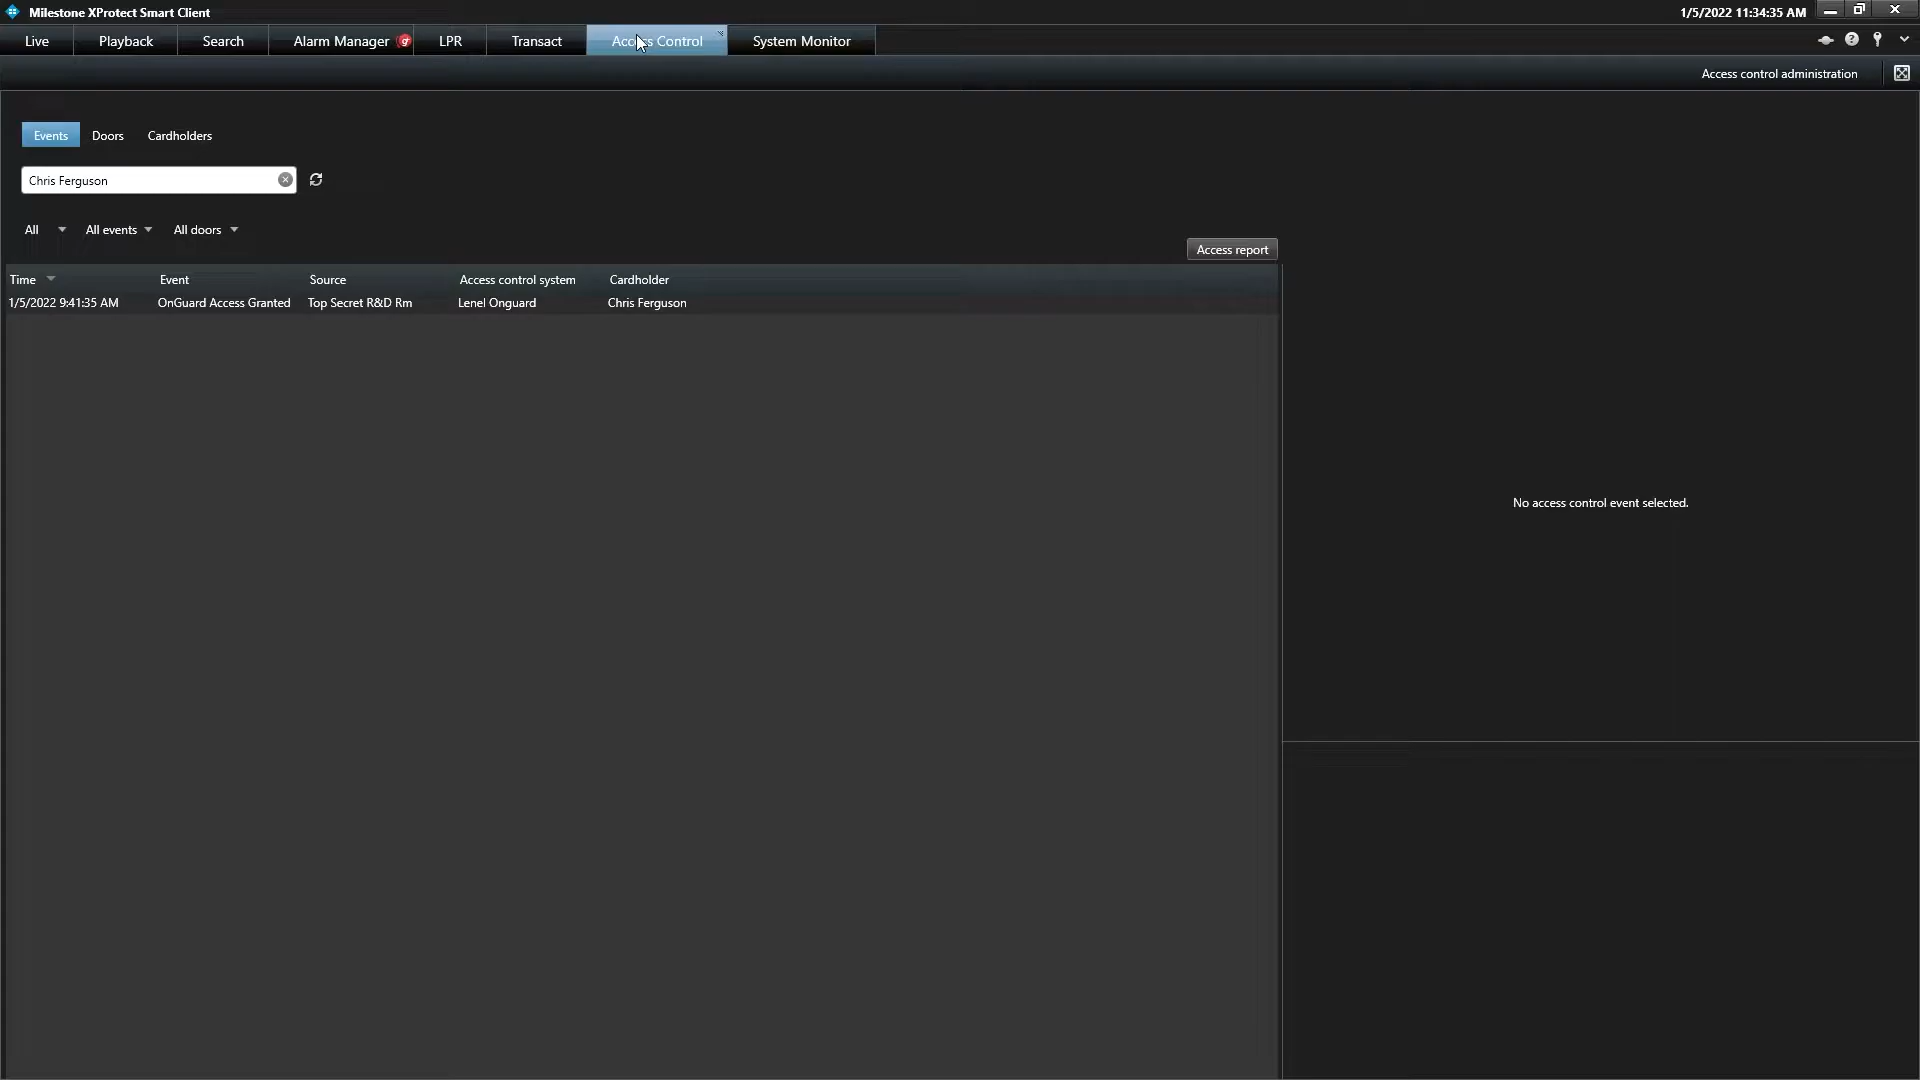 Milestone XProtect Smart Client
1/5/2022 11:34:35 AM
Live Playback Search Alarm Manager LPR Transact Access Control System Monitor
Access control administration
Events Doors Cardholders
Chris Ferguson
All All events All doors
Access report
Time Event Source Access control system Cardholder
1/5/2022 9:41:35 AM OnGuard Access Granted Top Secret R&D Rm Lenel Onguard Chris Ferguson
No access control event selected.